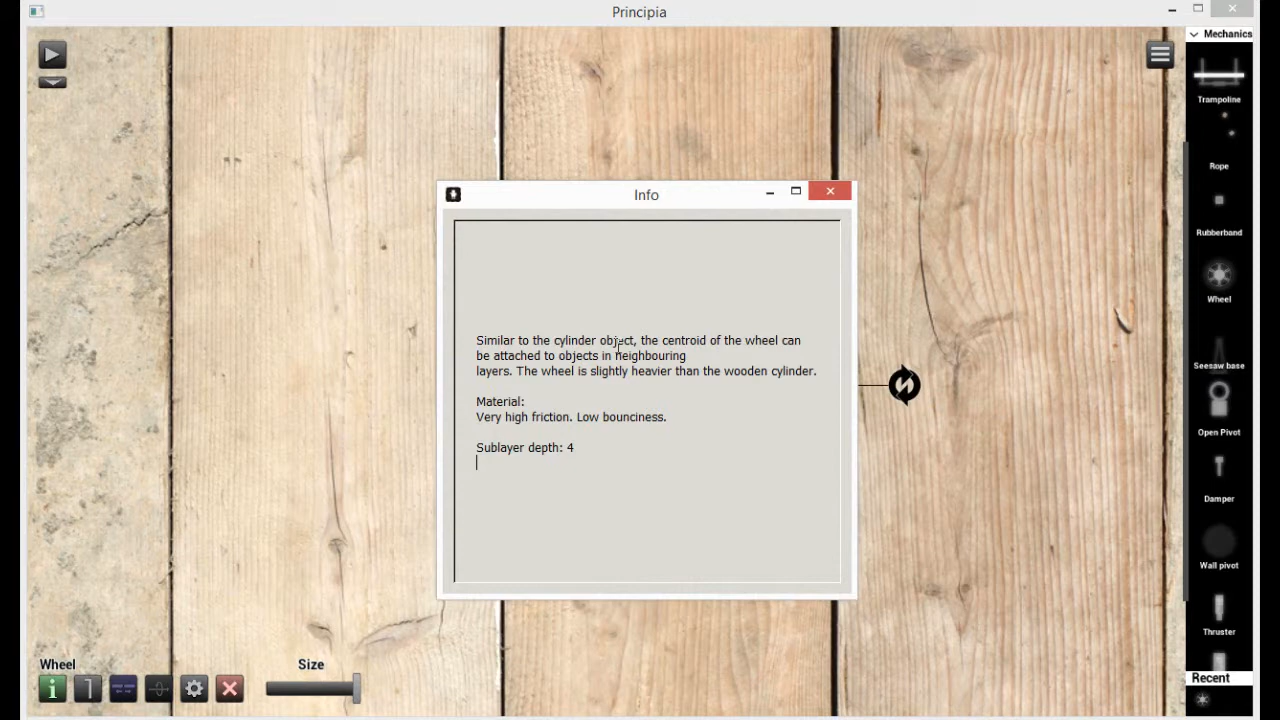 Principia
Mechanics
Trampoline
Rope
Rubberband
Wheel
Seesaw base
Open Pivot
Damper
Wall pivot
Thruster
Recent
Info
Similar to the cylinder object, the centroid of the wheel can
be attached to objects in neighbouring
layers. The wheel is slightly heavier than the wooden cylinder.
Material:
Very high friction. Low bounciness.
Sublayer depth: 4
Wheel
Size